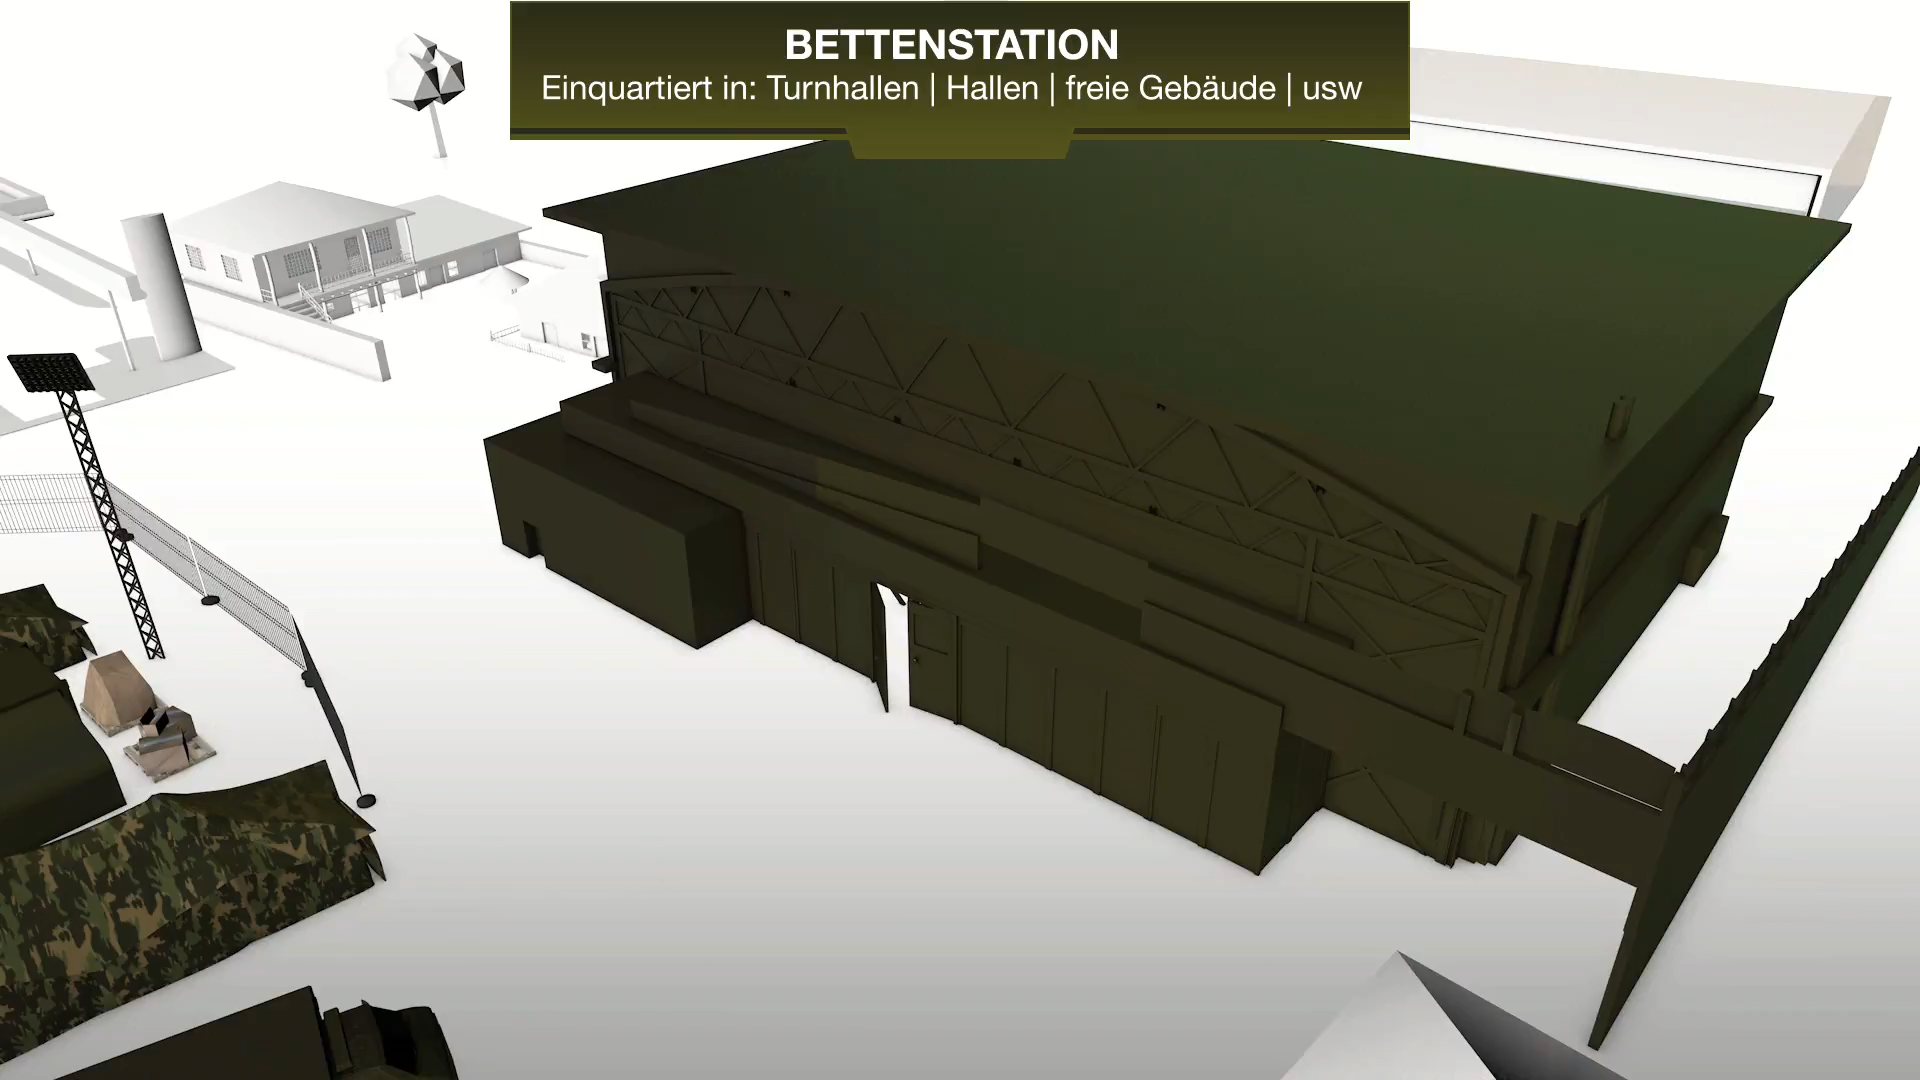 BETTENSTATION
Einquartiert in: Turnhallen | Hallen | freie Gebäude | usw